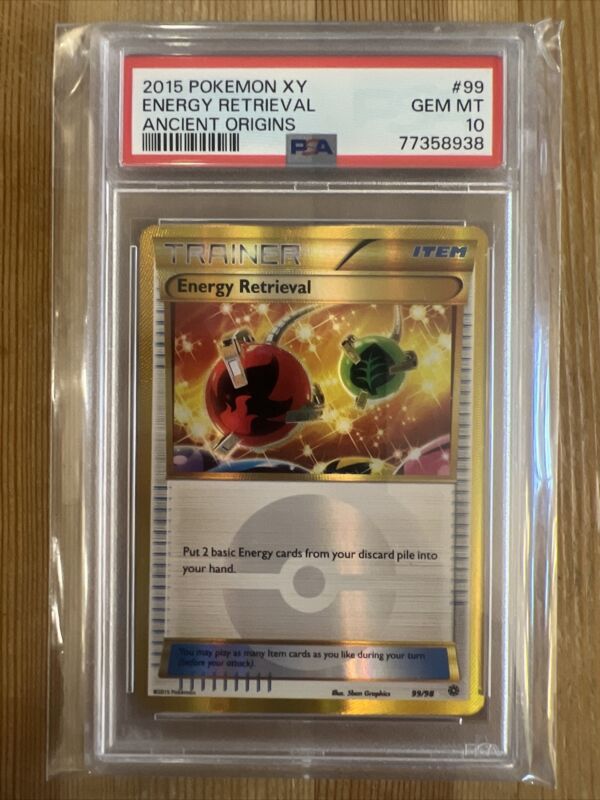 2015 POKEMON XY #99
ENERGY RETRIEVAL GEM MT
ANCIENT ORIGINS 10
PSA 77358938
TRAINER ITEM
Energy Retrieval
Put 2 basic Energy cards from your discard pile into
your hand.
You may play as many Item cards as you like during your turn
(before your attack).
©2015 Pokémon Illus. 5ban Graphics 99/98
PSA